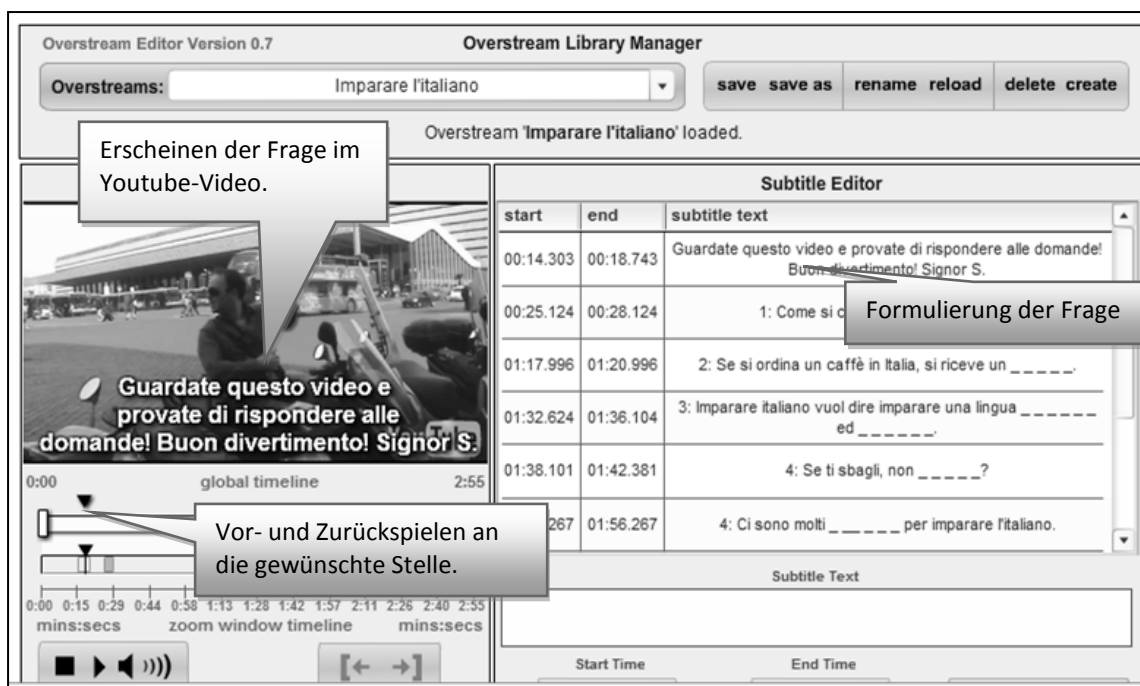 Overstream Editor Version 0.7
Overstream Library Manager
Overstreams:
Imparare l'italiano
save save as rename reload delete create
Overstream 'Imparare l'italiano' loaded.
Erscheinen der Frage im
Youtube-Video.
Guardate questo video e
provate di rispondere alle
domande! Buon divertimento! Signor S.
0:00 global timeline 2:55
Vor- und Zurückspielen an
die gewünschte Stelle.
0:00 0:15 0:29 0:44 0:58 1:13 1:28 1:42 1:57 2:11 2:26 2:40 2:55
mins:secs zoom window timeline mins:secs
[← →]
Subtitle Editor
start end subtitle text
00:14.303 00:18.743 Guardate questo video e provate di rispondere alle domande!
Buon divertimento! Signor S.
Formulierung der Frage
00:25.124 00:28.124 1: Come si
01:17.996 01:20.996 2: Se si ordina un caffè in Italia, si riceve un _ _ _ _ _.
01:32.624 01:36.104 3: Imparare italiano vuol dire imparare una lingua _ _ _ _ _ _
ed _ _ _ _ _ _.
01:38.101 01:42.381 4: Se ti sbagli, non _ _ _ _ _?
267 01:56.267 4: Ci sono molti _ _ _ _ _ _ per imparare l'italiano.
Subtitle Text
Start Time End Time